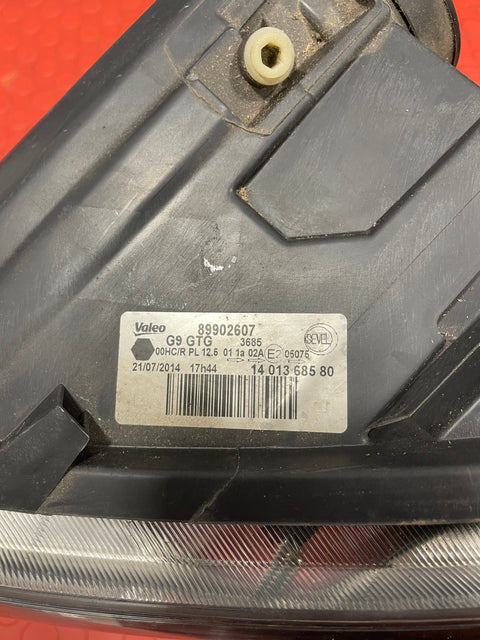 Valeo 89902607
G9 GTG 3685 SEVEL
00HC/R PL 12.5 01 1a 02A E2 05075
21/07/2014 17h44 14 013 685 80